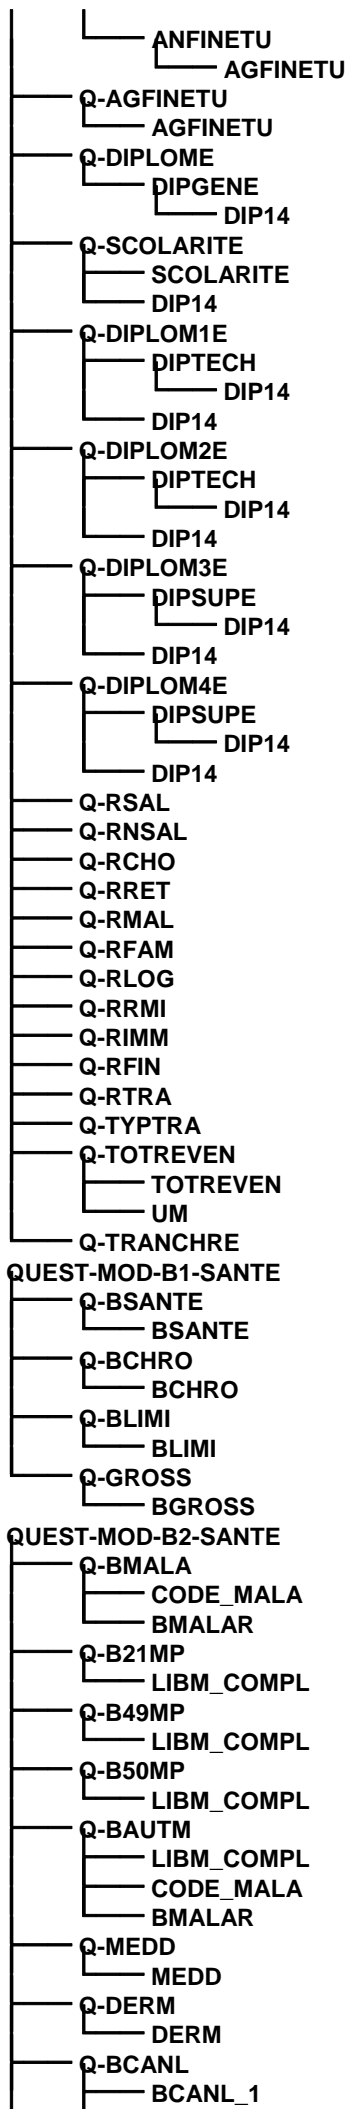 ANFINETU
AGFINETU
Q-AGFINETU
AGFINETU
Q-DIPLOME
DIPGENE
DIP14
Q-SCOLARITE
SCOLARITE
DIP14
Q-DIPLOM1E
DIPTECH
DIP14
DIP14
Q-DIPLOM2E
DIPTECH
DIP14
DIP14
Q-DIPLOM3E
DIPSUPE
DIP14
DIP14
Q-DIPLOM4E
DIPSUPE
DIP14
DIP14
Q-RSAL
Q-RNSAL
Q-RCHO
Q-RRET
Q-RMAL
Q-RFAM
Q-RLOG
Q-RRMI
Q-RIMM
Q-RFIN
Q-RTRA
Q-TYPTRA
Q-TOTREVEN
TOTREVEN
UM
Q-TRANCHRE
QUEST-MOD-B1-SANTE
Q-BSANTE
BSANTE
Q-BCHRO
BCHRO
Q-BLIMI
BLIMI
Q-GROSS
BGROSS
QUEST-MOD-B2-SANTE
Q-BMALA
CODE_MALA
BMALAR
Q-B21MP
LIBM_COMPL
Q-B49MP
LIBM_COMPL
Q-B50MP
LIBM_COMPL
Q-BAUTM
LIBM_COMPL
CODE_MALA
BMALAR
Q-MEDD
MEDD
Q-DERM
DERM
Q-BCANL
BCANL_1